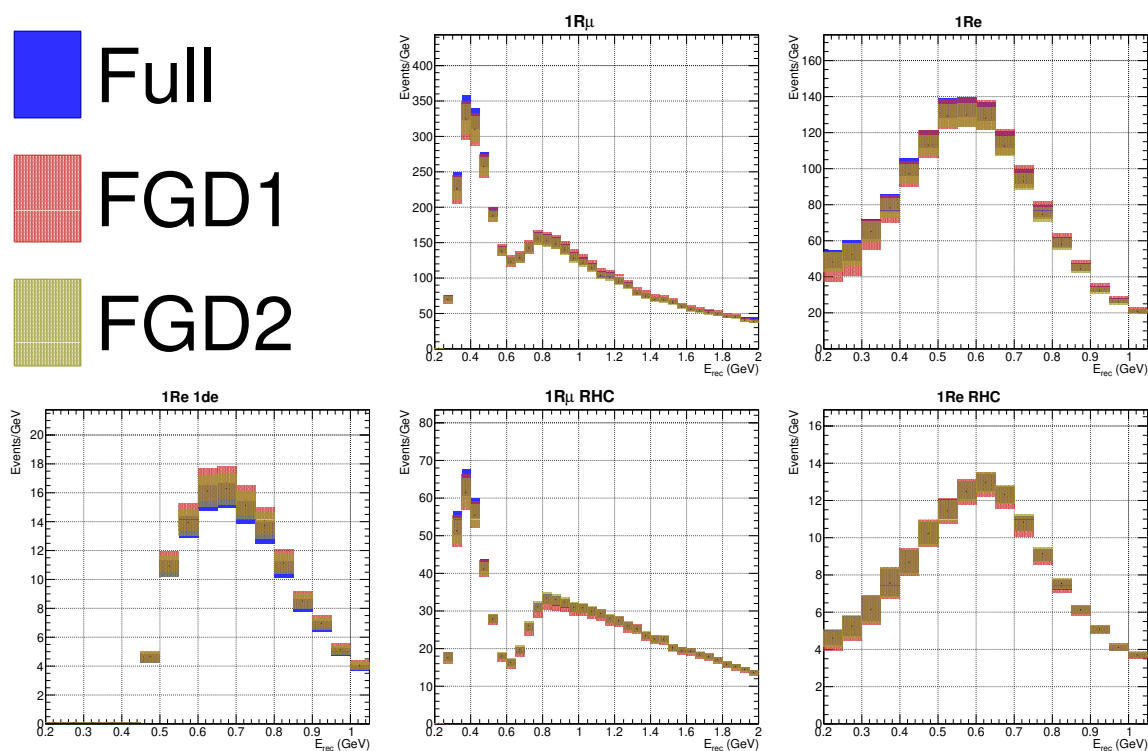 Full
FGD1
FGD2
1Rμ
Events/GeV
400
350
300
250
200
150
100
50
0
0.2 0.4 0.6 0.8 1 1.2 1.4 1.6 1.8 2
E_rec (GeV)
1Re
Events/GeV
160
140
120
100
80
60
40
20
0
0.2 0.3 0.4 0.5 0.6 0.7 0.8 0.9 1
E_rec (GeV)
1Re 1de
Events/GeV
20
18
16
14
12
10
8
6
4
2
0
0.2 0.3 0.4 0.5 0.6 0.7 0.8 0.9 1
E_rec (GeV)
1Rμ RHC
Events/GeV
80
70
60
50
40
30
20
10
0
0.2 0.4 0.6 0.8 1 1.2 1.4 1.6 1.8 2
E_rec (GeV)
1Re RHC
Events/GeV
16
14
12
10
8
6
4
2
0
0.2 0.3 0.4 0.5 0.6 0.7 0.8 0.9 1
E_rec (GeV)